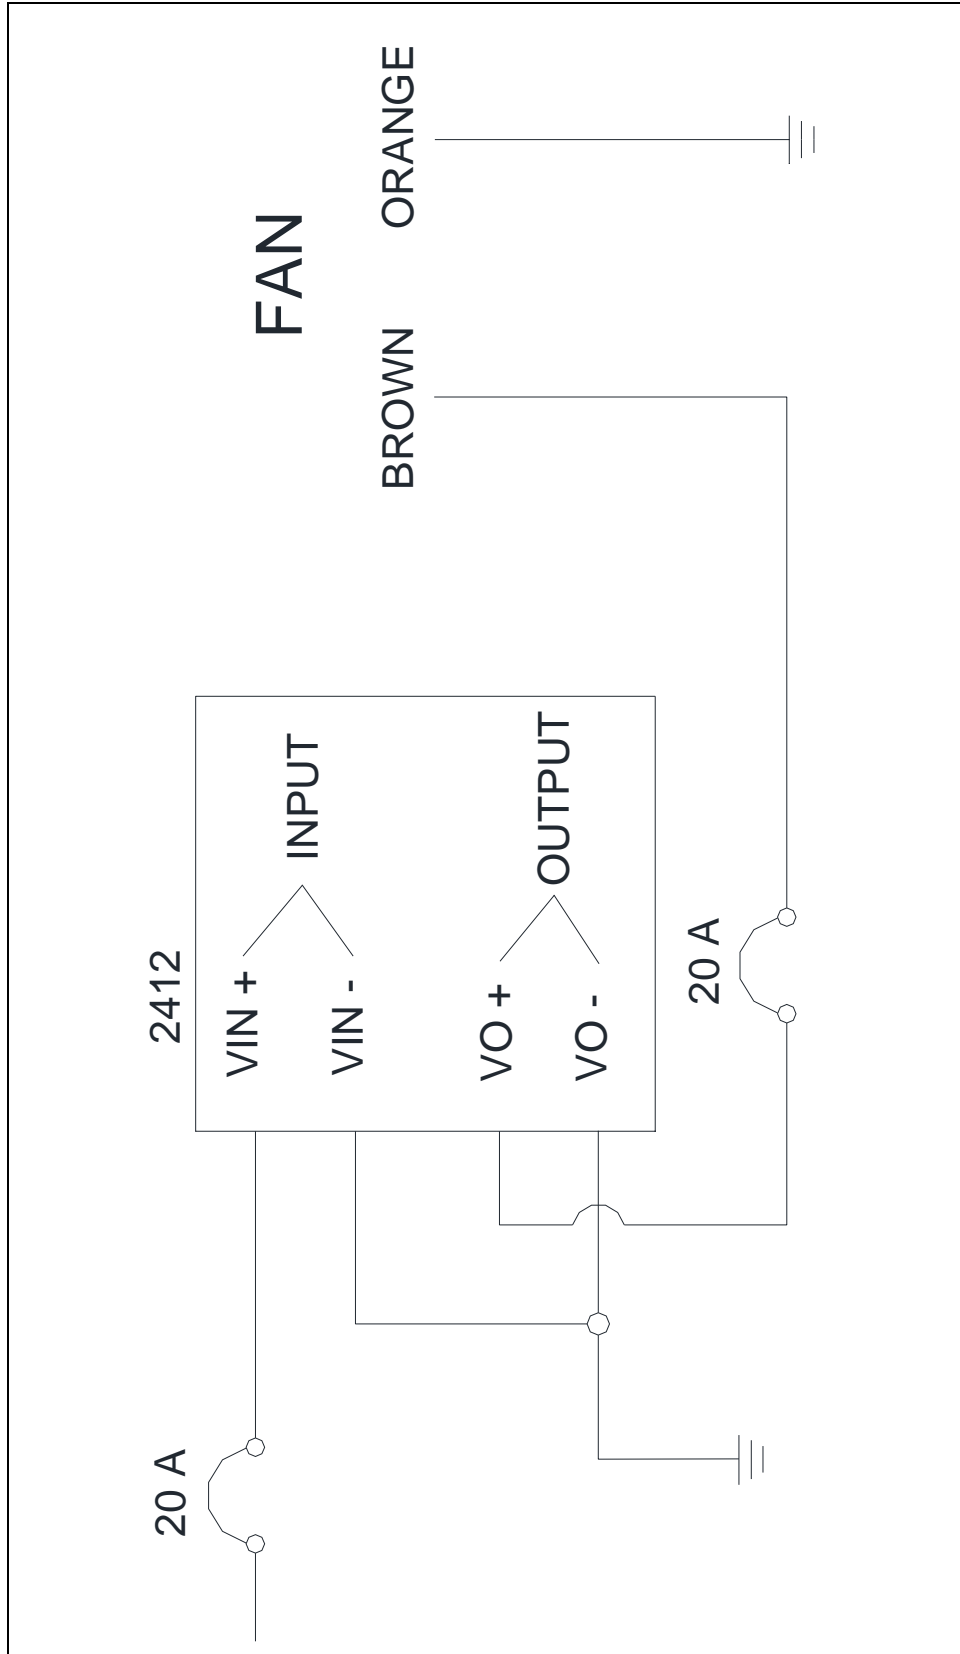 FAN
BROWN
ORANGE
2412
VIN +
VIN -
INPUT
VO +
VO -
OUTPUT
20 A
20 A